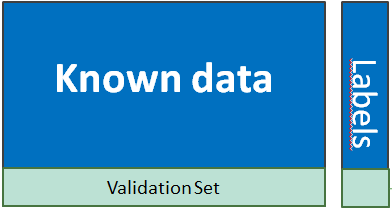 Known data
Labels
Validation Set